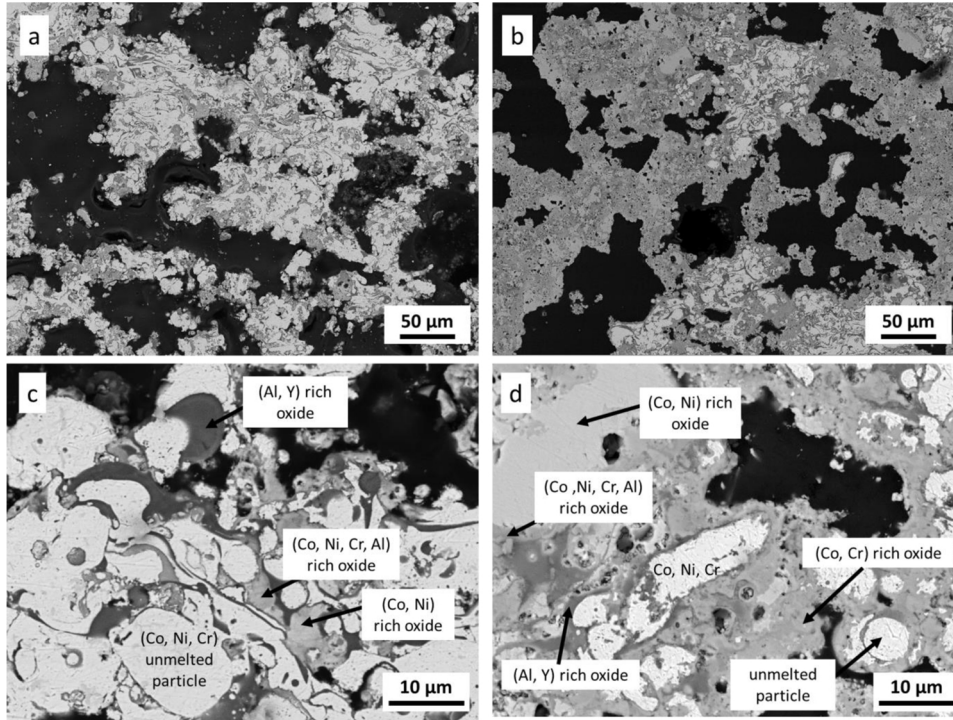 a
50 µm
b
50 µm
c
(Al, Y) rich
oxide
(Co, Ni, Cr, Al)
rich oxide
(Co, Ni)
rich oxide
(Co, Ni, Cr)
unmelted
particle
10 µm
d
(Co, Ni) rich
oxide
(Co ,Ni, Cr, Al)
rich oxide
Co, Ni, Cr
(Co, Cr) rich oxide
(Al, Y) rich
oxide
unmelted
particle
10 µm